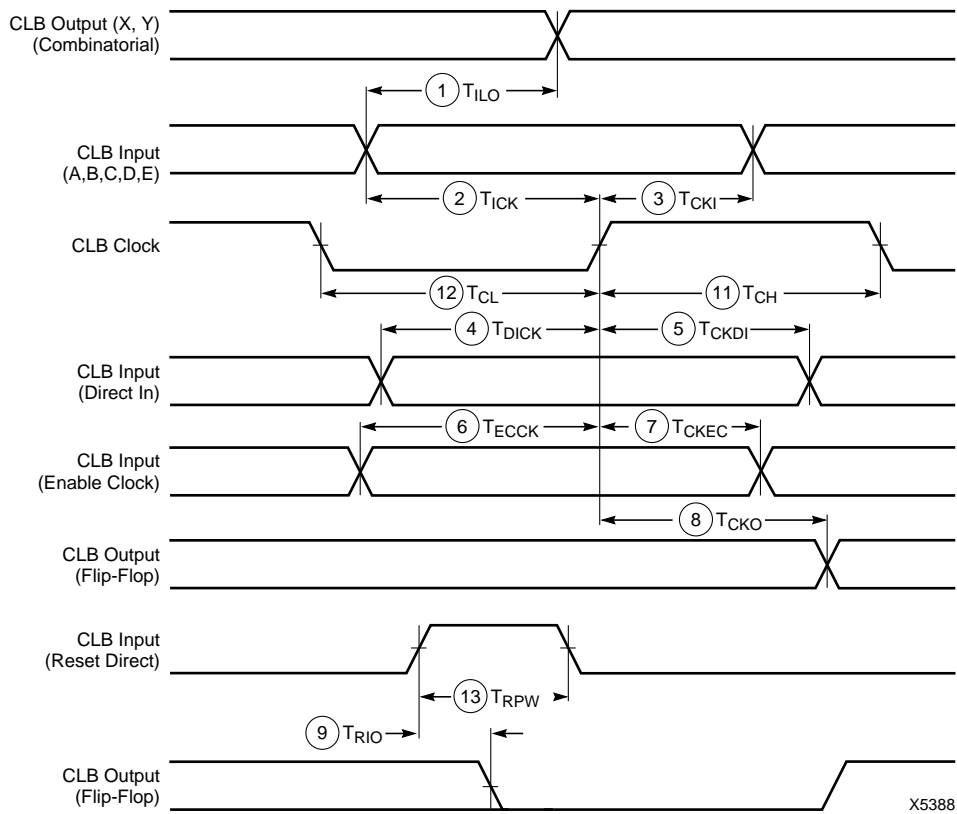 CLB Output (X, Y)
(Combinatorial)
1 TILO
CLB Input
(A,B,C,D,E)
2 TICK
3 TCKI
CLB Clock
12 TCL
11 TCH
4 TDICK
5 TCKDI
CLB Input
(Direct In)
6 TECCK
7 TCKEC
CLB Input
(Enable Clock)
8 TCKO
CLB Output
(Flip-Flop)
CLB Input
(Reset Direct)
13 TRPW
9 TRIO
CLB Output
(Flip-Flop)
X5388